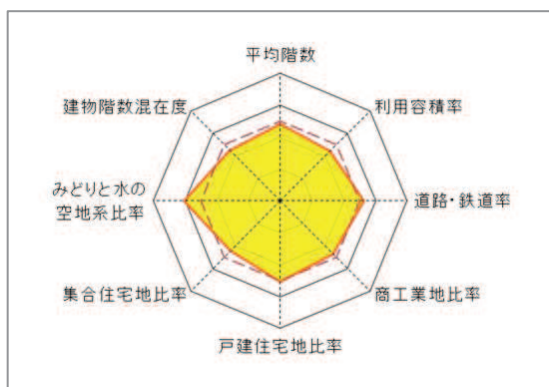 平均階数
建物階数混在度
利用容積率
みどりと水の
空地系比率
道路・鉄道率
集合住宅地比率
商工業地比率
戸建住宅地比率